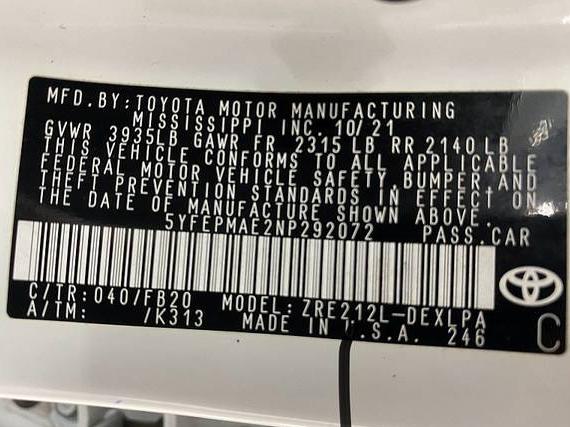 MFD. BY: TOYOTA MOTOR MANUFACTURING
MISSISSIPPI INC. 10/21
GVWR 3935LB GAWR FR 2315 LB RR 2140 LB
THIS VEHICLE CONFORMS TO ALL APPLICABLE
FEDERAL MOTOR VEHICLE SAFETY, BUMPER, AND
THEFT PREVENTION STANDARDS IN EFFECT ON
THE DATE OF MANUFACTURE SHOWN ABOVE.
5YFEPMAE2NP292072 PASS. CAR
C/TR: 040/FB20 MODEL: ZRE212L-DEXLPA
A/TM: /K313 MADE IN U.S.A. 246 C